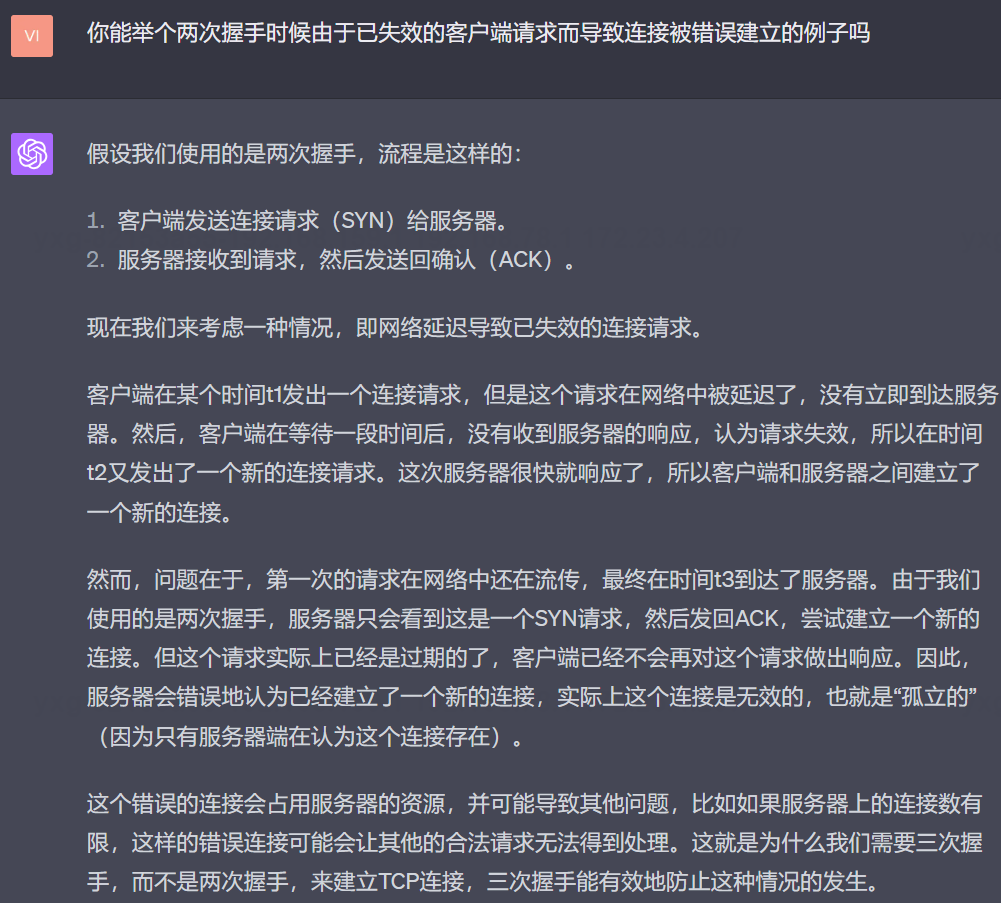 VI
你能举个两次握手时候由于已失效的客户端请求而导致连接被错误建立的例子吗
假设我们使用的是两次握手，流程是这样的：
1. 客户端发送连接请求（SYN）给服务器。
2. 服务器接收到请求，然后发送回确认（ACK）。
现在我们来考虑一种情况，即网络延迟导致已失效的连接请求。
客户端在某个时间t1发出一个连接请求，但是这个请求在网络中被延迟了，没有立即到达服务
器。然后，客户端在等待一段时间后，没有收到服务器的响应，认为请求失效，所以在时间
t2又发出了一个新的连接请求。这次服务器很快就响应了，所以客户端和服务器之间建立了
一个新的连接。
然而，问题在于，第一次的请求在网络中还在流传，最终在时间t3到达了服务器。由于我们
使用的是两次握手，服务器只会看到这是一个SYN请求，然后发回ACK，尝试建立一个新的
连接。但这个请求实际上已经是过期的了，客户端已经不会再对这个请求做出响应。因此，
服务器会错误地认为已经建立了一个新的连接，实际上这个连接是无效的，也就是“孤立的”
（因为只有服务器端在认为这个连接存在）。
这个错误的连接会占用服务器的资源，并可能导致其他问题，比如如果服务器上的连接数有
限，这样的错误连接可能会让其他的合法请求无法得到处理。这就是为什么我们需要三次握
手，而不是两次握手，来建立TCP连接，三次握手能有效地防止这种情况的发生。